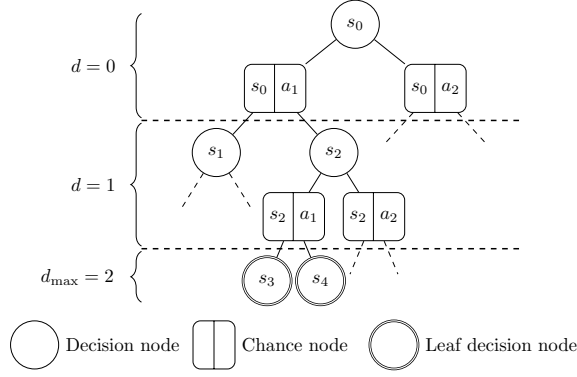 s₀
d = 0
s₀ a₁ s₀ a₂
s₁ s₂
d = 1
s₂ a₁ s₂ a₂
d_max = 2
s₃ s₄
Decision node Chance node Leaf decision node